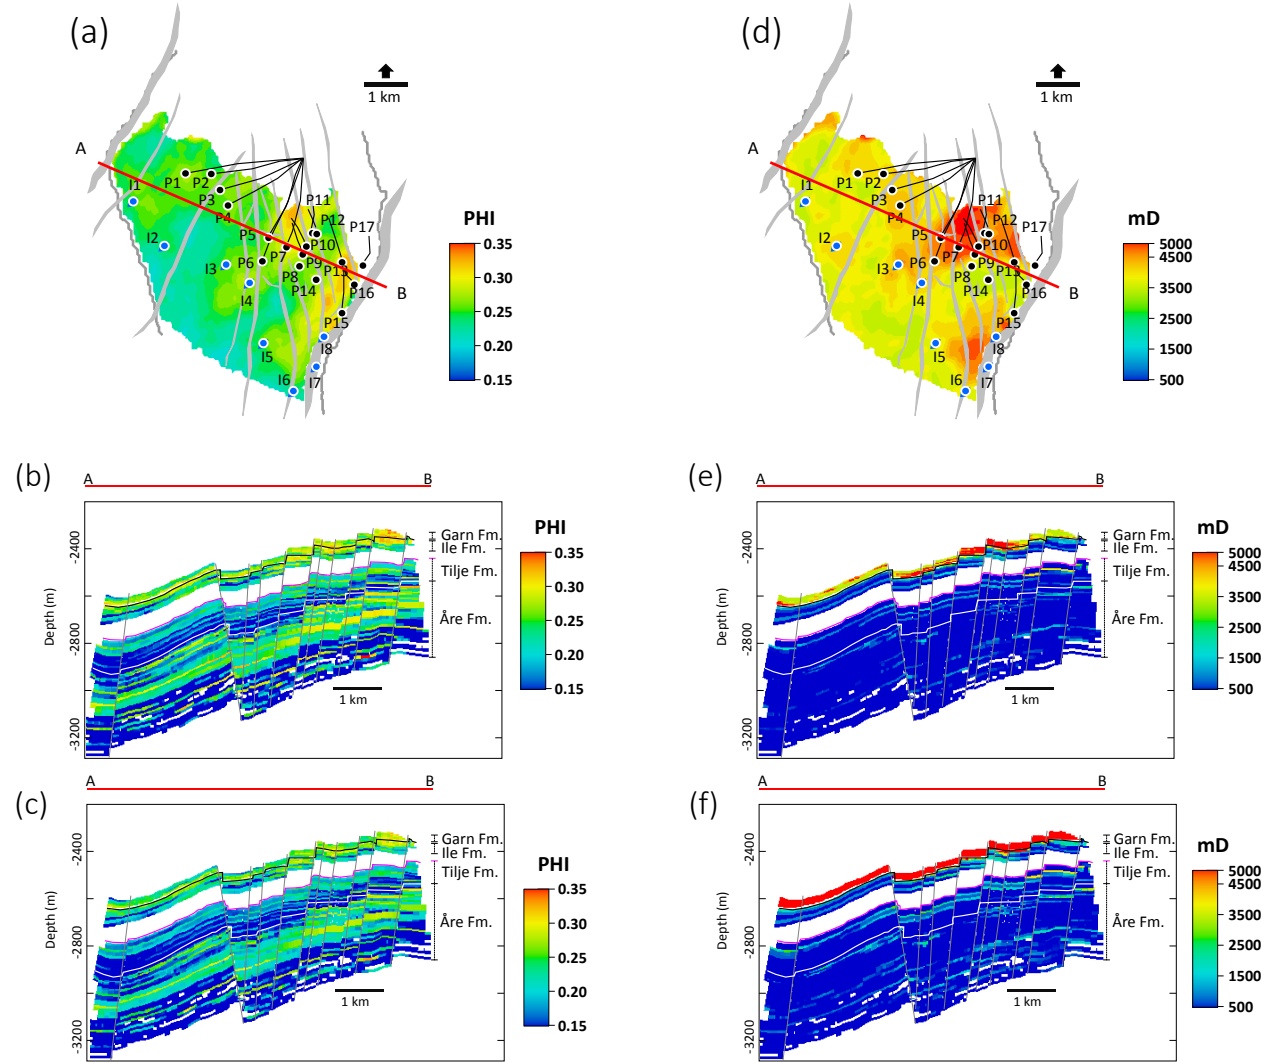 (a)
1 km
A
P1
P2
P3
P4
P5
P6
P7
P8
P9
P10
P11
P12
P13
P14
P15
P16
P17
I1
I2
I3
I4
I5
I6
I7
I8
B
PHI
0.35
0.30
0.25
0.20
0.15
(d)
1 km
A
P1
P2
P3
P4
P5
P6
P7
P8
P9
P10
P11
P12
P13
P14
P15
P16
P17
I1
I2
I3
I4
I5
I6
I7
I8
B
mD
5000
4500
3500
2500
1500
500
(b)
A
B
Depth (m)
-2400
-2800
-3200
Garn Fm.
Ile Fm.
Tilje Fm.
Åre Fm.
1 km
PHI
0.35
0.30
0.25
0.20
0.15
(e)
A
B
Depth (m)
-2400
-2800
-3200
Garn Fm.
Ile Fm.
Tilje Fm.
Åre Fm.
1 km
mD
5000
4500
3500
2500
1500
500
(c)
A
B
Depth (m)
-2400
-2800
-3200
Garn Fm.
Ile Fm.
Tilje Fm.
Åre Fm.
1 km
PHI
0.35
0.30
0.25
0.20
0.15
(f)
A
B
Depth (m)
-2400
-2800
-3200
Garn Fm.
Ile Fm.
Tilje Fm.
Åre Fm.
1 km
mD
5000
4500
3500
2500
1500
500